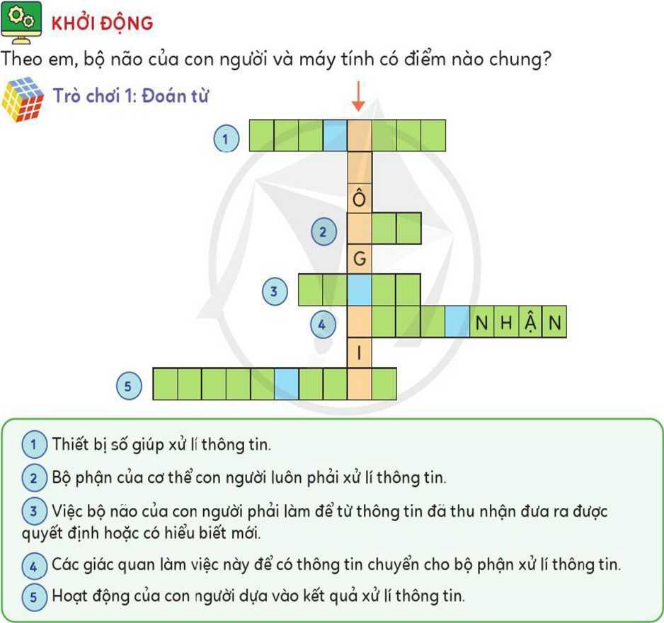 KHỞI ĐỘNG
Theo em, bộ não của con người và máy tính có điểm nào chung?
Trò chơi 1: Đoán từ
1
Ô
2
G
3
4 N H Ậ N
I
5
1 Thiết bị số giúp xử lí thông tin.
2 Bộ phận của cơ thể con người luôn phải xử lí thông tin.
3 Việc bộ não của con người phải làm để từ thông tin đã thu nhận đưa ra được
quyết định hoặc có hiểu biết mới.
4 Các giác quan làm việc này để có thông tin chuyển cho bộ phận xử lí thông tin.
5 Hoạt động của con người dựa vào kết quả xử lí thông tin.